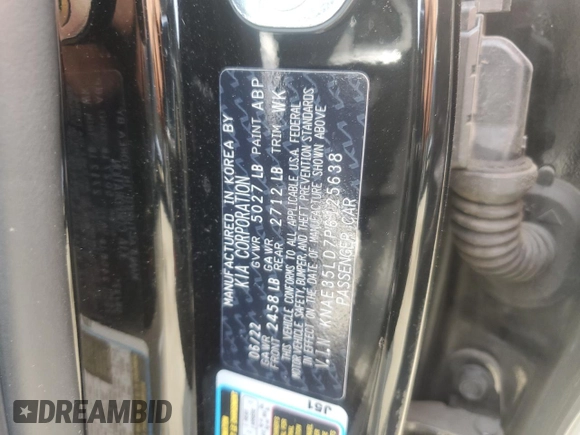 MANUFACTURED IN KOREA BY
KIA CORPORATION
06/22 GVWR 5027 LB PAINT ABP
GAWR FRONT 2458 LB GAWR REAR 2712 LB TRIM WK
THIS VEHICLE CONFORMS TO ALL APPLICABLE U.S.A. FEDERAL
MOTOR VEHICLE SAFETY, BUMPER, AND THEFT PREVENTION STANDARDS
IN EFFECT ON THE DATE OF MANUFACTURE SHOWN ABOVE
V.I.N KNAE35LD7P6125638
PASSENGER CAR
J51
DREAMBID